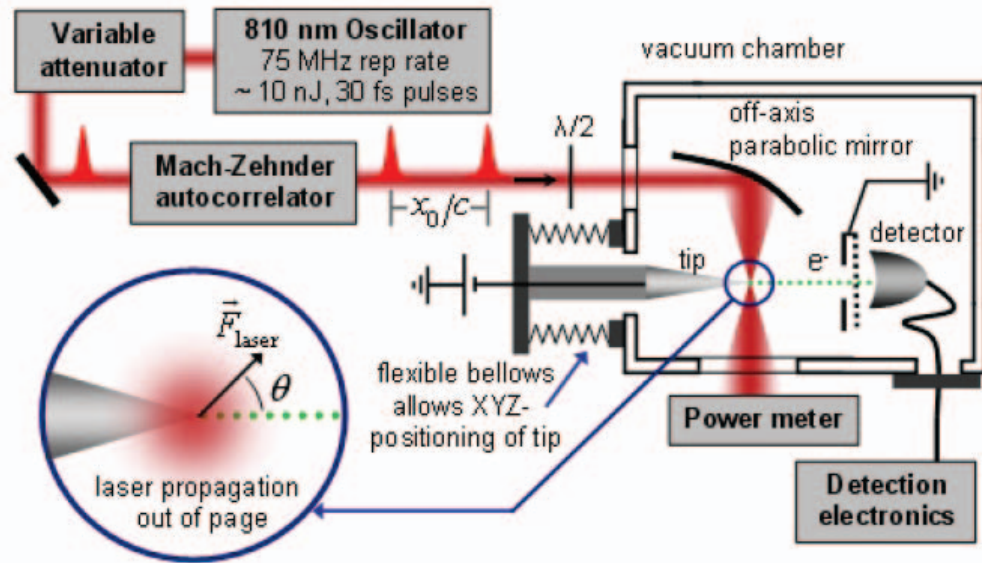 Variable
attenuator
810 nm Oscillator
75 MHz rep rate
~ 10 nJ, 30 fs pulses
vacuum chamber
off-axis
parabolic mirror
λ/2
Mach-Zehnder
autocorrelator
x₀/c
detector
tip
e⁻
F⃗laser
θ
flexible bellows
allows XYZ-
positioning of tip
laser propagation
out of page
Power meter
Detection
electronics